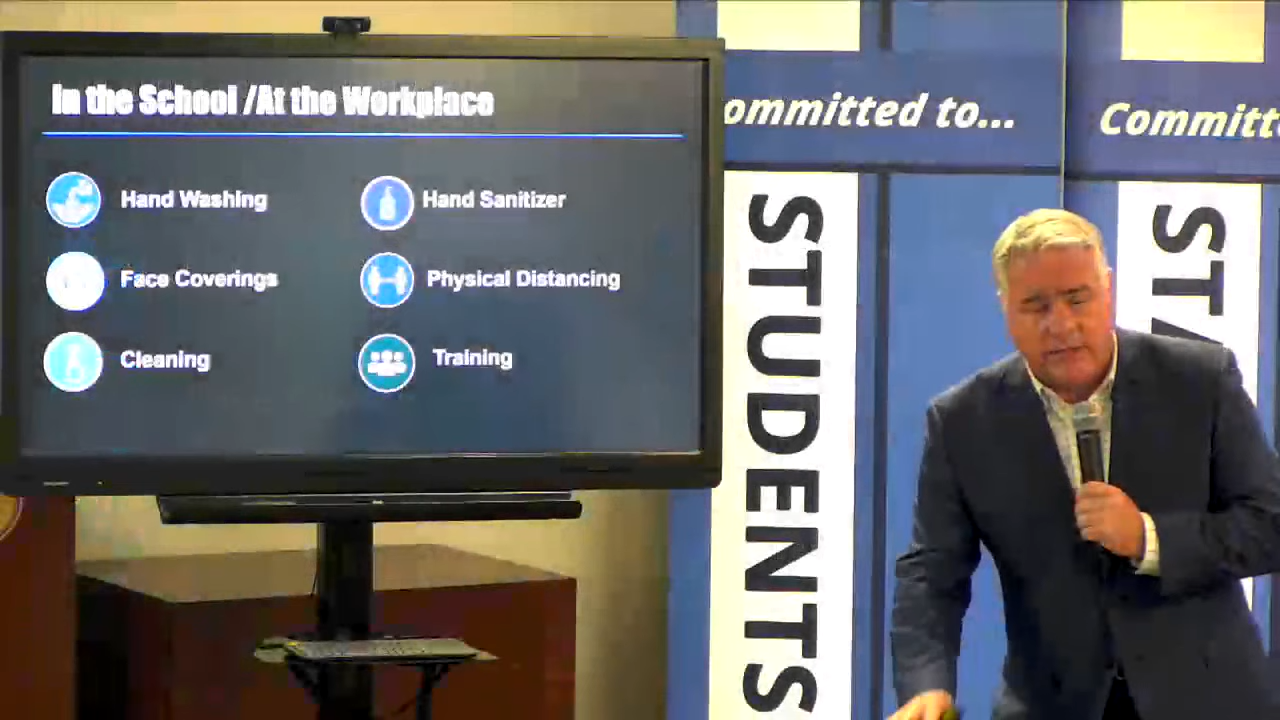 In the School /At the Workplace
Hand Washing
Hand Sanitizer
Face Coverings
Physical Distancing
Cleaning
Training
ommitted to...
STUDENTS
Committ
STA